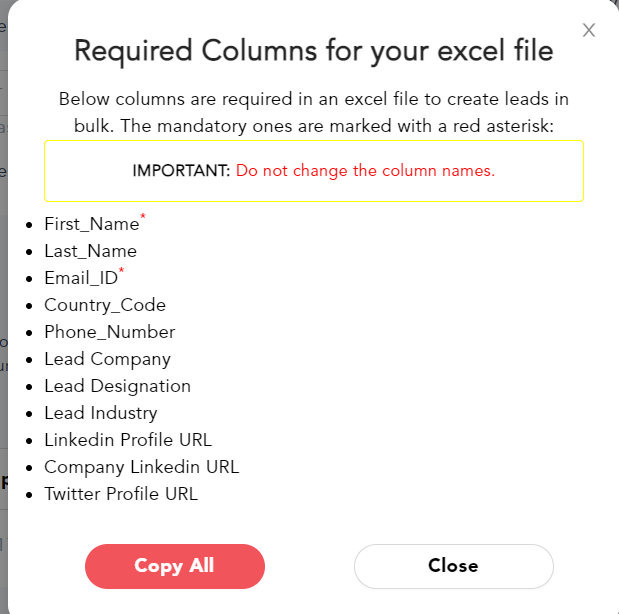 X
Required Columns for your excel file
Below columns are required in an excel file to create leads in
bulk. The mandatory ones are marked with a red asterisk:
IMPORTANT: Do not change the column names.
• First_Name*
• Last_Name
• Email_ID*
• Country_Code
• Phone_Number
• Lead Company
• Lead Designation
• Lead Industry
• Linkedin Profile URL
• Company Linkedin URL
• Twitter Profile URL
Copy All
Close